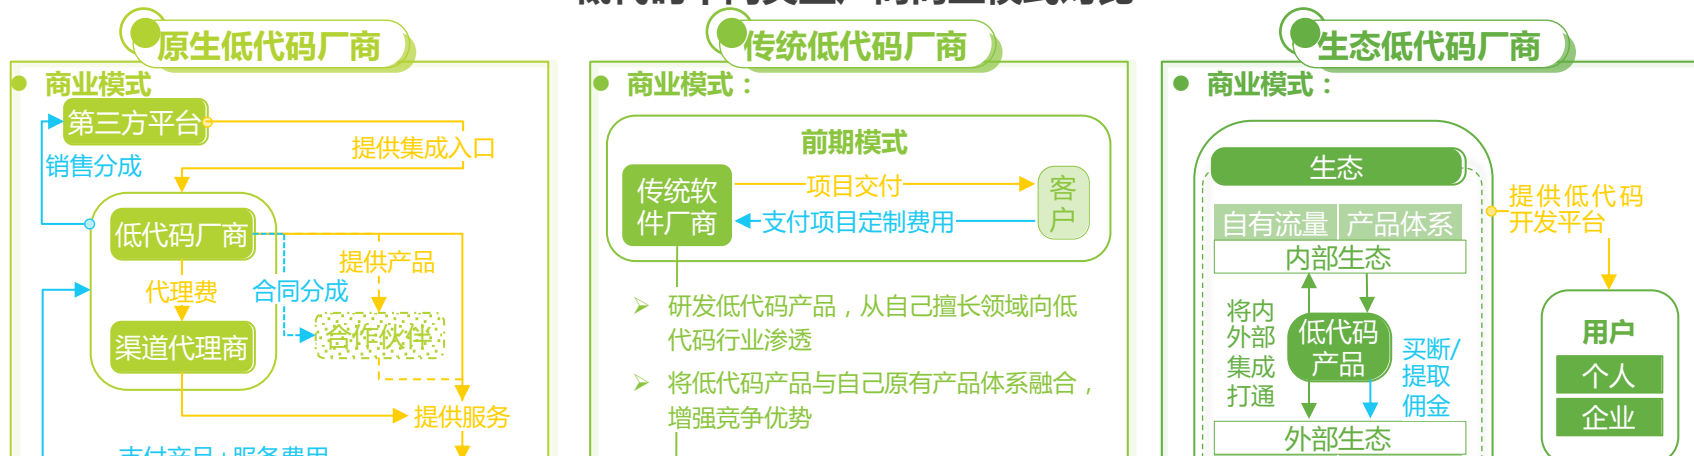 原生低代码厂商
商业模式
第三方平台
提供集成入口
销售分成
低代码厂商
提供产品
代理费
合同分成
合作伙伴
渠道代理商
提供服务
支付产品+服务费用
传统低代码厂商
商业模式：
前期模式
传统软
件厂商
项目交付
支付项目定制费用
客
户
研发低代码产品，从自己擅长领域向低
代码行业渗透
将低代码产品与自己原有产品体系融合，
增强竞争优势
生态低代码厂商
商业模式：
生态
自有流量
产品体系
内部生态
将内
外部
集成
打通
低代码
产品
买断/
提取
佣金
外部生态
提供低代码
开发平台
用户
个人
企业